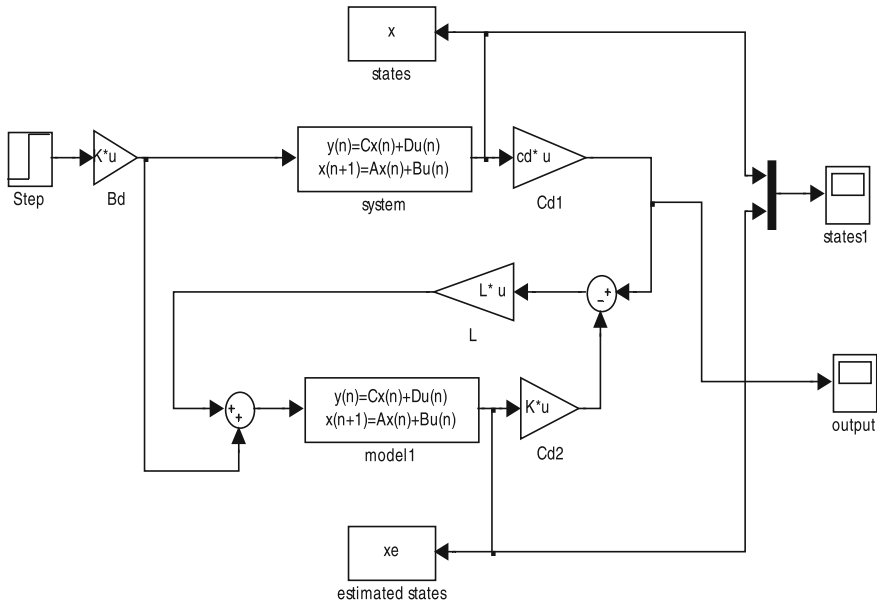 x
states
K*u
Step
Bd
y(n)=Cx(n)+Du(n)
x(n+1)=Ax(n)+Bu(n)
system
cd* u
Cd1
states1
L* u
L
+
−
+
+
y(n)=Cx(n)+Du(n)
x(n+1)=Ax(n)+Bu(n)
model1
K*u
Cd2
output
xe
estimated states